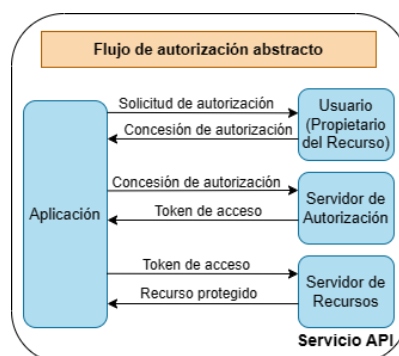 Flujo de autorización abstracto
Solicitud de autorización
Concesión de autorización
Usuario
(Propietario
del Recurso)
Aplicación
Concesión de autorización
Token de acceso
Servidor de
Autorización
Token de acceso
Recurso protegido
Servidor de
Recursos
Servicio API